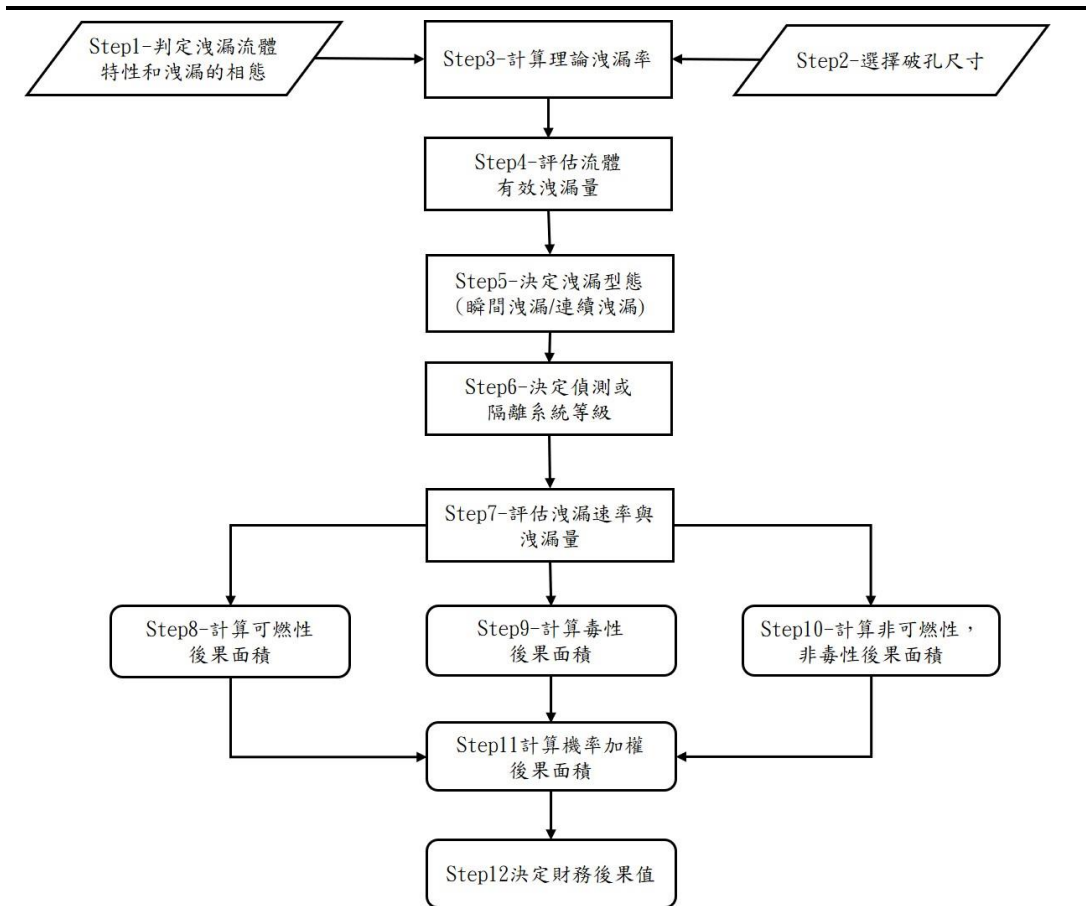 Step1-判定洩漏流體
特性和洩漏的相態
Step3-計算理論洩漏率
Step2-選擇破孔尺寸
Step4-評估流體
有效洩漏量
Step5-決定洩漏型態
(瞬間洩漏/連續洩漏)
Step6-決定偵測或
隔離系統等級
Step7-評估洩漏速率與
洩漏量
Step8-計算可燃性
後果面積
Step9-計算毒性
後果面積
Step10-計算非可燃性，
非毒性後果面積
Step11計算機率加權
後果面積
Step12決定財務後果值